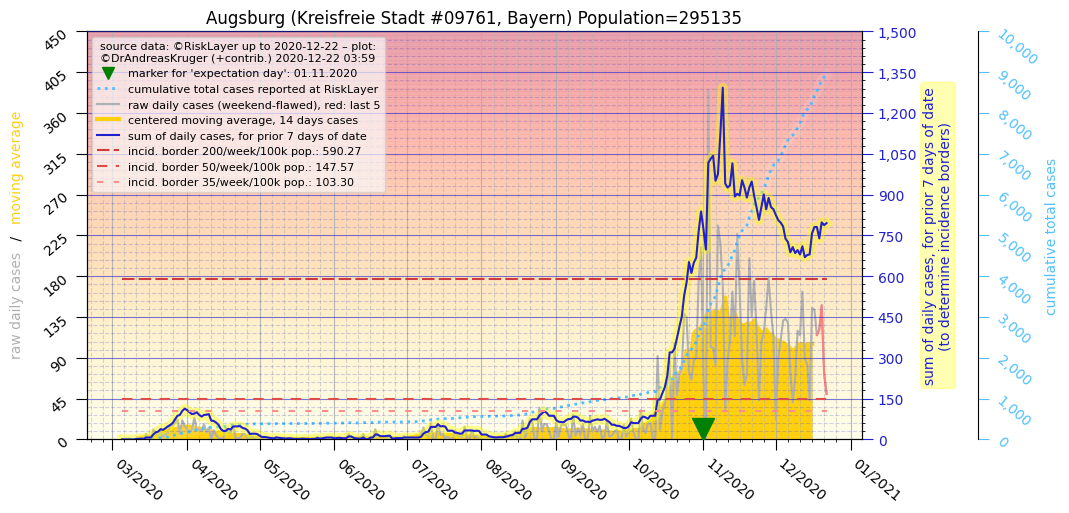 Augsburg (Kreisfreie Stadt #09761, Bayern) Population=295135
source data: ©RiskLayer up to 2020-12-22 – plot:
©DrAndreasKruger (+contrib.) 2020-12-22 03:59
marker for 'expectation day': 01.11.2020
cumulative total cases reported at RiskLayer
raw daily cases (weekend-flawed), red: last 5
centered moving average, 14 days cases
sum of daily cases, for prior 7 days of date
incid. border 200/week/100k pop.: 590.27
incid. border 50/week/100k pop.: 147.57
incid. border 35/week/100k pop.: 103.30
raw daily cases / moving average
450
405
360
315
270
225
180
135
90
45
0
03/2020
04/2020
05/2020
06/2020
07/2020
08/2020
09/2020
10/2020
11/2020
12/2020
01/2021
1,500
1,350
1,200
1,050
900
750
600
450
300
150
0
sum of daily cases, for prior 7 days of date
(to determine incidence borders)
10,000
9,000
8,000
7,000
6,000
5,000
4,000
3,000
2,000
1,000
0
cumulative total cases